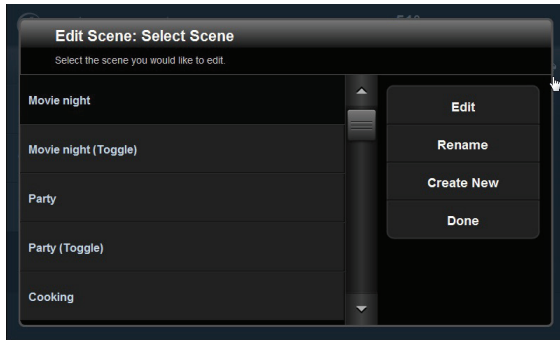 Edit Scene: Select Scene
Select the scene you would like to edit.
Movie night
Movie night (Toggle)
Party
Party (Toggle)
Cooking
Edit
Rename
Create New
Done